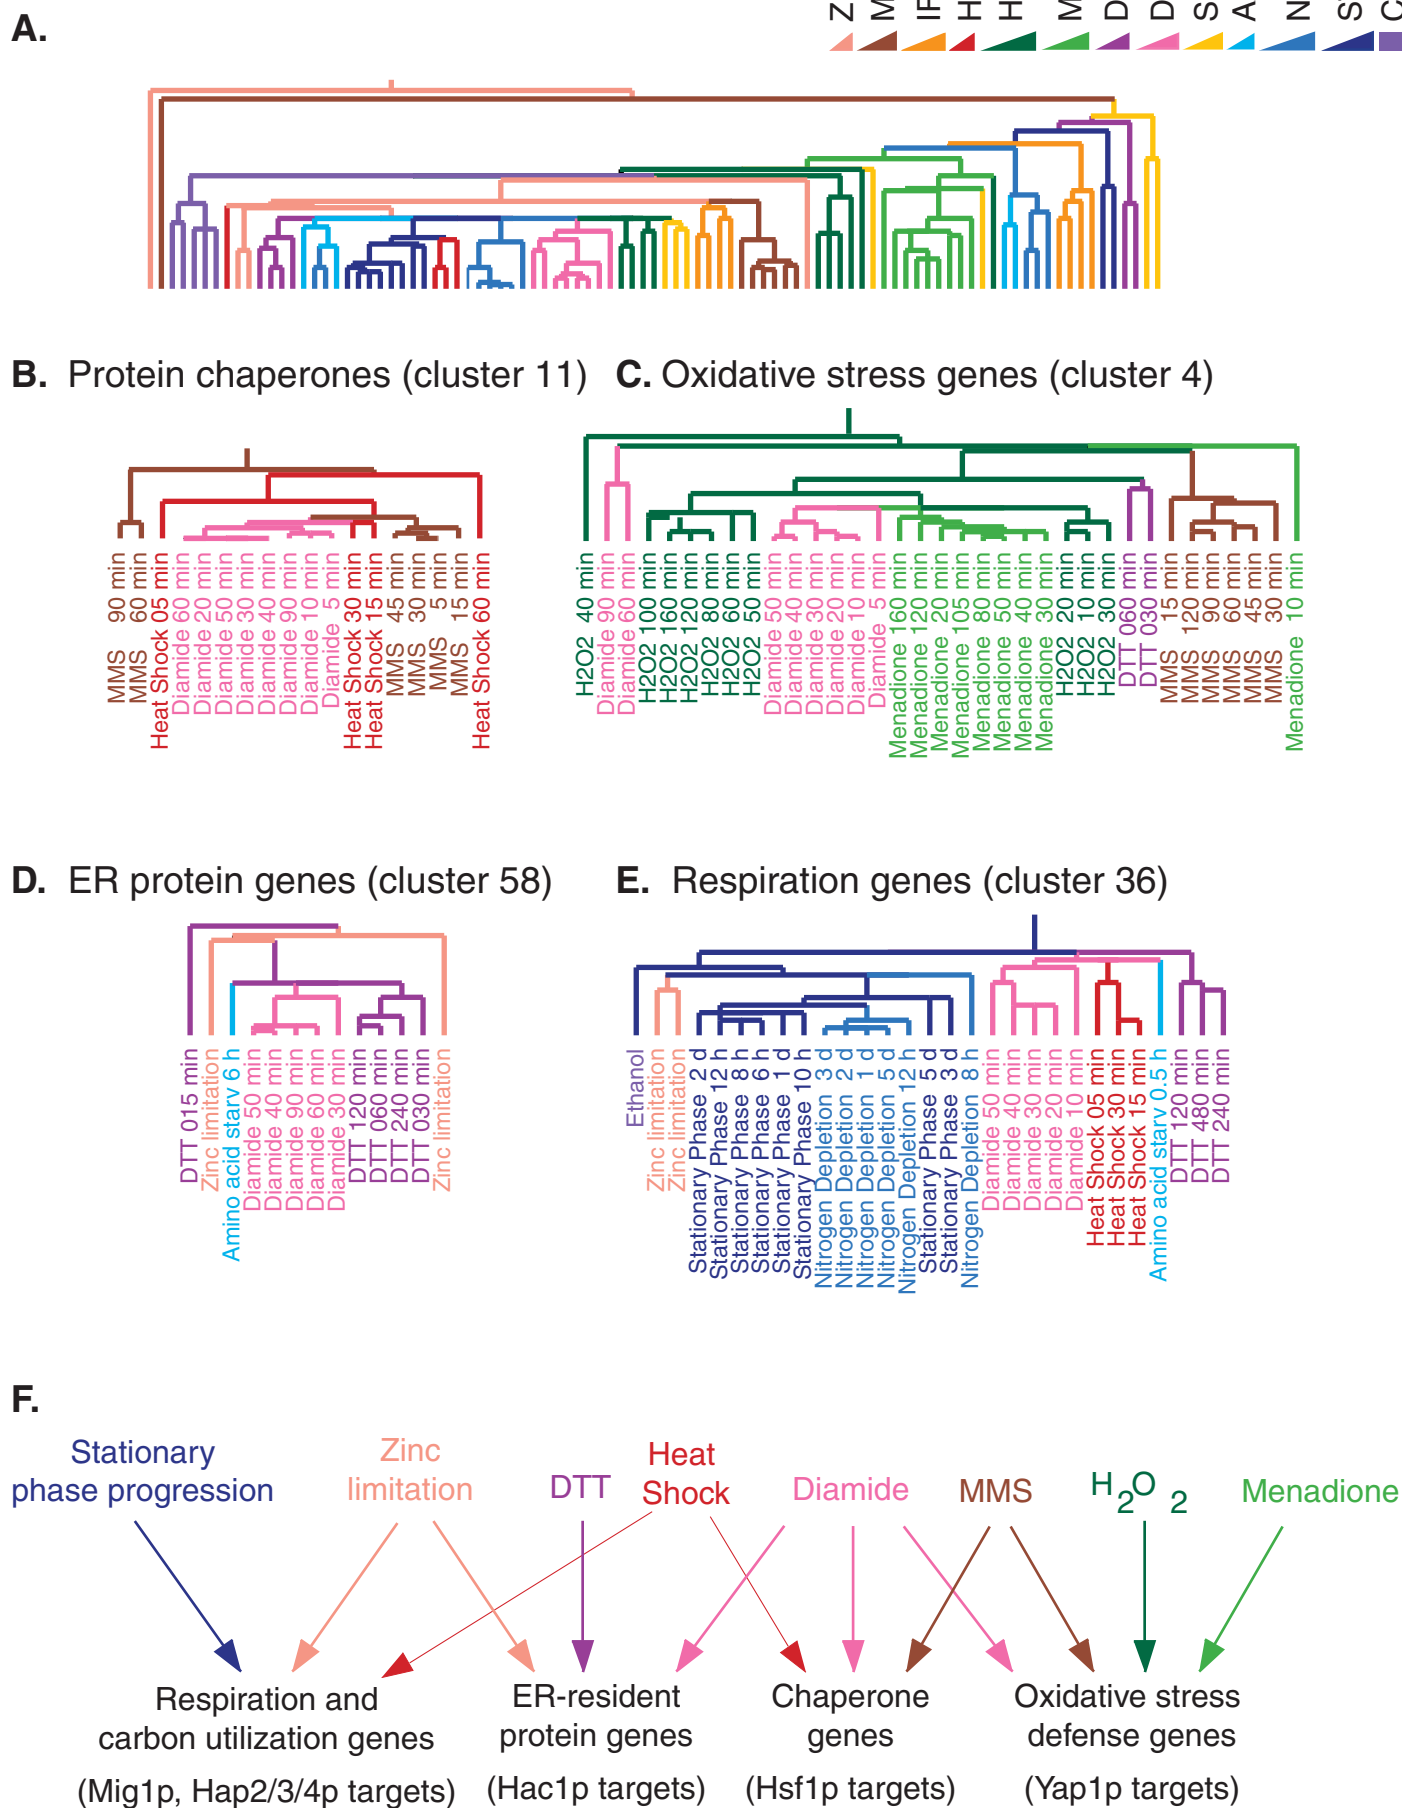 A.
B. Protein chaperones (cluster 11)
C. Oxidative stress genes (cluster 4)
MMS 90 min
MMS 60 min
Heat Shock 05 min
Diamide 60 min
Diamide 20 min
Diamide 50 min
Diamide 30 min
Diamide 40 min
Diamide 90 min
Diamide 10 min
Diamide 5 min
Heat Shock 30 min
Heat Shock 15 min
MMS 45 min
MMS 30 min
MMS 5 min
MMS 15 min
Heat Shock 60 min
H2O2 40 min
Diamide 90 min
Diamide 60 min
H2O2 100 min
H2O2 160 min
H2O2 120 min
H2O2 80 min
H2O2 60 min
H2O2 50 min
Diamide 50 min
Diamide 40 min
Diamide 30 min
Diamide 20 min
Diamide 10 min
Diamide 5 min
Menadione 160 min
Menadione 120 min
Menadione 20 min
Menadione 105 min
Menadione 80 min
Menadione 50 min
Menadione 40 min
Menadione 30 min
H2O2 20 min
H2O2 10 min
H2O2 30 min
DTT 060 min
DTT 030 min
MMS 15 min
MMS 120 min
MMS 90 min
MMS 60 min
MMS 45 min
MMS 30 min
Menadione 10 min
D. ER protein genes (cluster 58)
E. Respiration genes (cluster 36)
DTT 015 min
Zinc limitation
Amino acid starv 6 h
Diamide 50 min
Diamide 40 min
Diamide 90 min
Diamide 60 min
Diamide 30 min
DTT 120 min
DTT 060 min
DTT 240 min
DTT 030 min
Zinc limitation
Ethanol
Zinc limitation
Zinc limitation
Stationary Phase 2 d
Stationary Phase 12 h
Stationary Phase 8 h
Stationary Phase 6 h
Stationary Phase 1 d
Stationary Phase 10 h
Nitrogen Depletion 3 d
Nitrogen Depletion 2 d
Nitrogen Depletion 1 d
Nitrogen Depletion 5 d
Nitrogen Depletion 12 h
Stationary Phase 5 d
Stationary Phase 3 d
Nitrogen Depletion 8 h
Diamide 50 min
Diamide 40 min
Diamide 30 min
Diamide 20 min
Diamide 10 min
Heat Shock 05 min
Heat Shock 30 min
Heat Shock 15 min
Amino acid starv 0.5 h
DTT 120 min
DTT 480 min
DTT 240 min
F.
Stationary
phase progression
Zinc
limitation
DTT
Heat
Shock
Diamide
MMS
H2O2
Menadione
Respiration and
carbon utilization genes
(Mig1p, Hap2/3/4p targets)
ER-resident
protein genes
(Hac1p targets)
Chaperone
genes
(Hsf1p targets)
Oxidative stress
defense genes
(Yap1p targets)